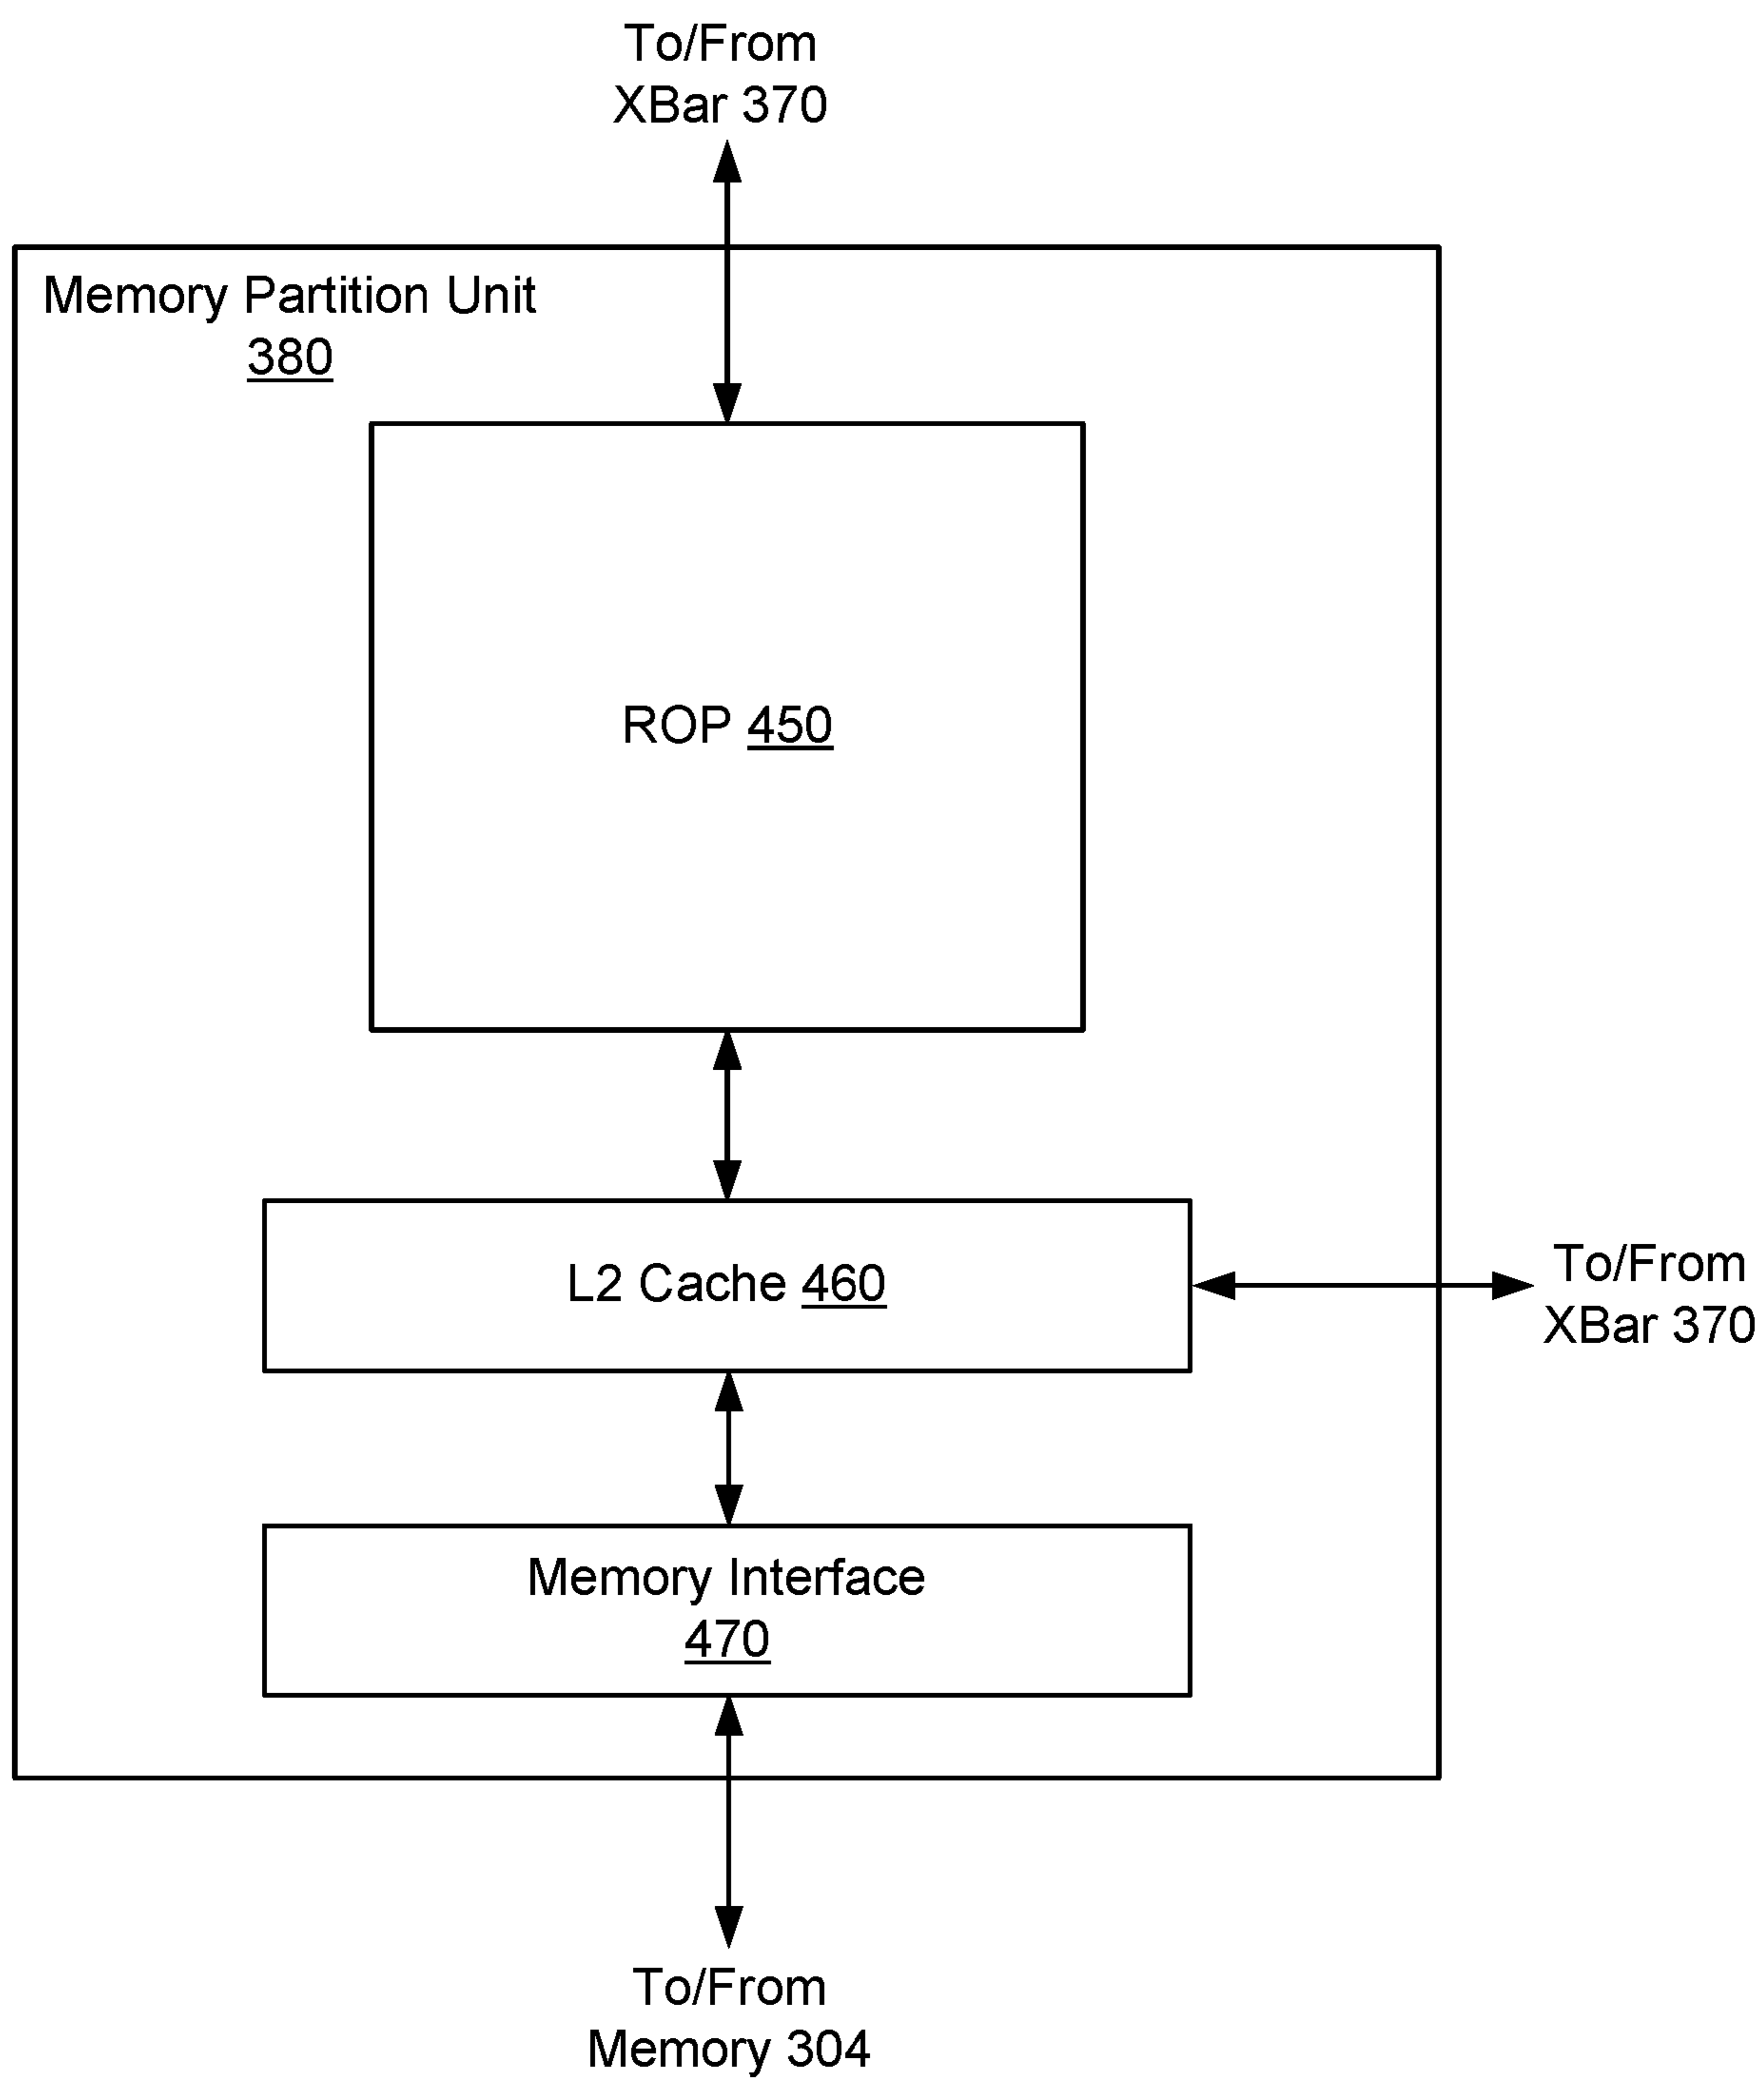 To/From
XBar 370
Memory Partition Unit
380
ROP 450
L2 Cache 460
To/From
XBar 370
Memory Interface
470
To/From
Memory 304